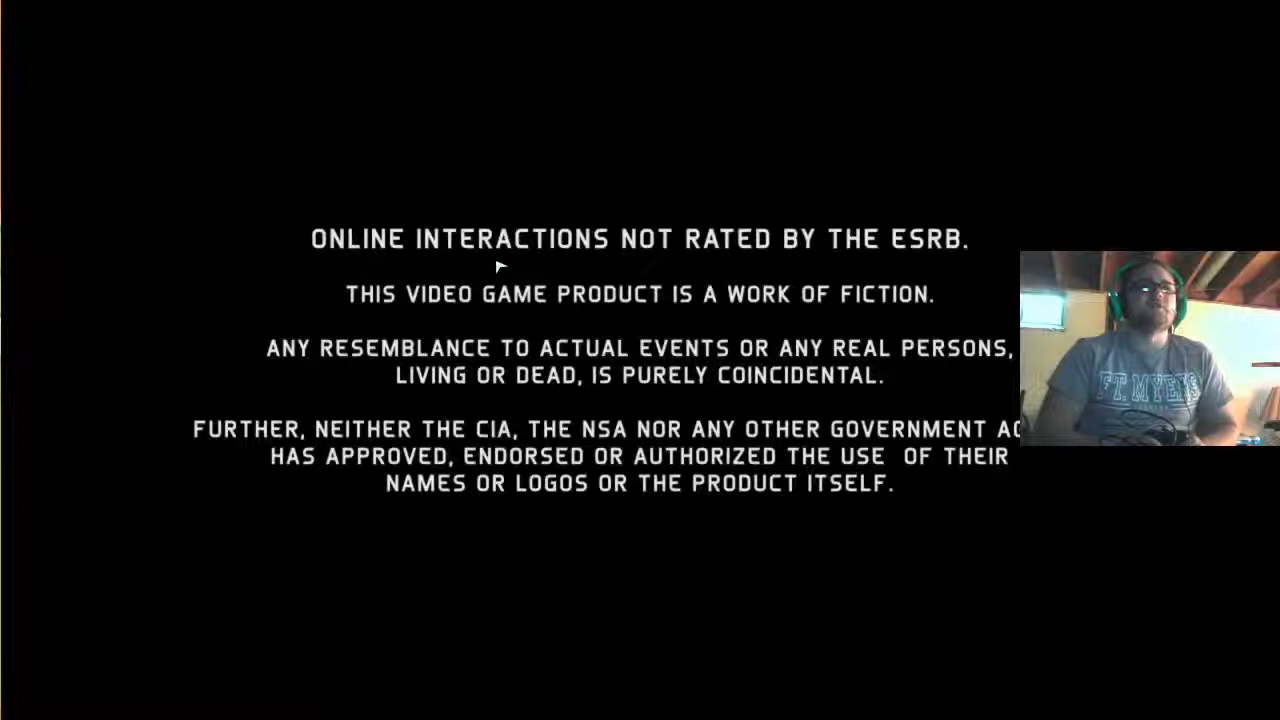 ONLINE INTERACTIONS NOT RATED BY THE ESRB.
THIS VIDEO GAME PRODUCT IS A WORK OF FICTION.
ANY RESEMBLANCE TO ACTUAL EVENTS OR ANY REAL PERSONS,
LIVING OR DEAD, IS PURELY COINCIDENTAL.
FURTHER, NEITHER THE CIA, THE NSA NOR ANY OTHER GOVERNMENT
HAS APPROVED, ENDORSED OR AUTHORIZED THE USE OF THEIR
NAMES OR LOGOS OR THE PRODUCT ITSELF.
FT. MYERS